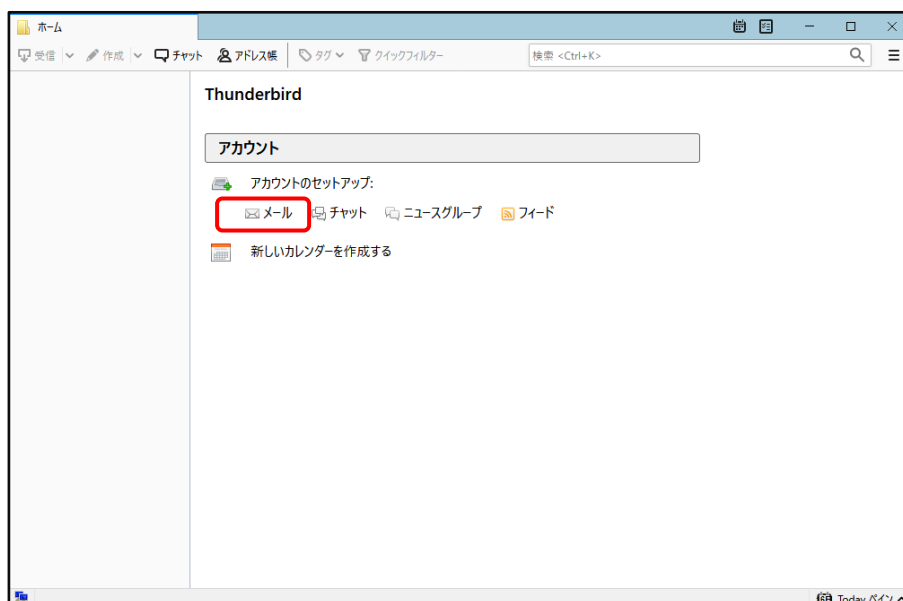 ホーム
受信 作成 チャット アドレス帳 タグ クイックフィルター 検索 <Ctrl+K>
Thunderbird
アカウント
アカウントのセットアップ:
メール チャット ニュースグループ フィード
新しいカレンダーを作成する
Today ペイン